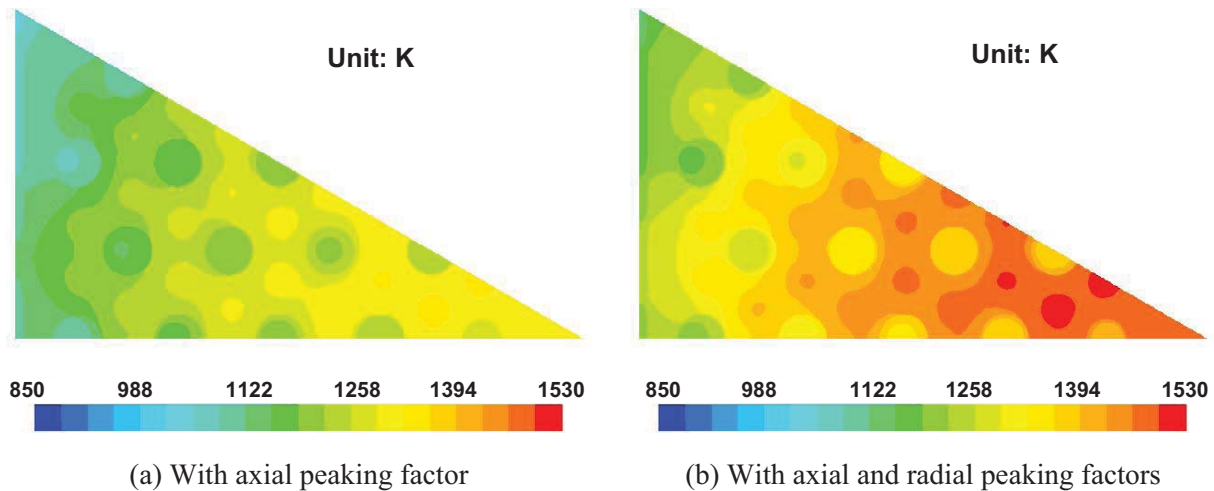 Unit: K
Unit: K
850 988 1122 1258 1394 1530
850 988 1122 1258 1394 1530
(a) With axial peaking factor
(b) With axial and radial peaking factors